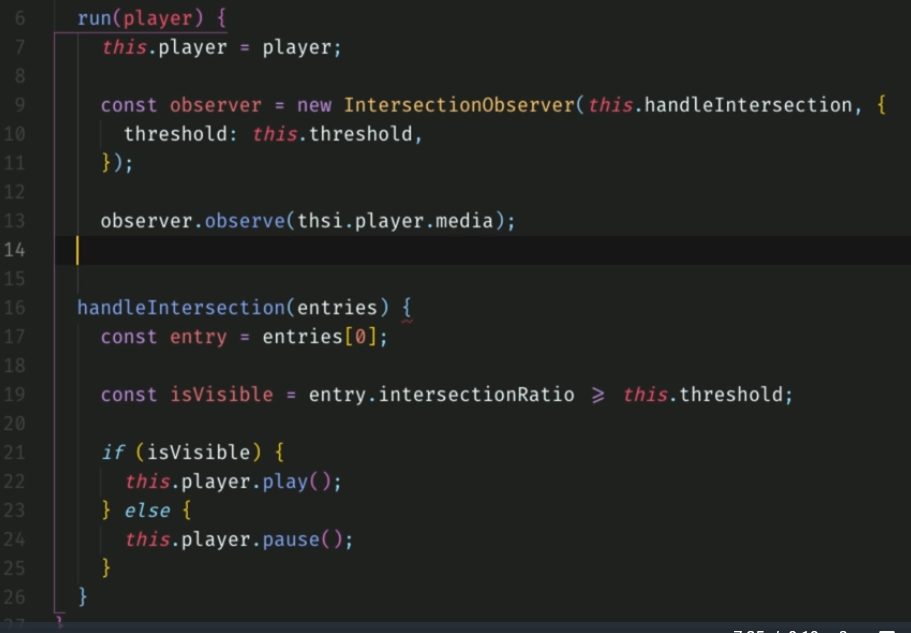 6 run(player) {
7 this.player = player;
8
9 const observer = new IntersectionObserver(this.handleIntersection, {
10 threshold: this.threshold,
11 });
12
13 observer.observe(thsi.player.media);
14
15
16 handleIntersection(entries) {
17 const entry = entries[0];
18
19 const isVisible = entry.intersectionRatio ⩾ this.threshold;
20
21 if (isVisible) {
22 this.player.play();
23 } else {
24 this.player.pause();
25 }
26 }
27 }